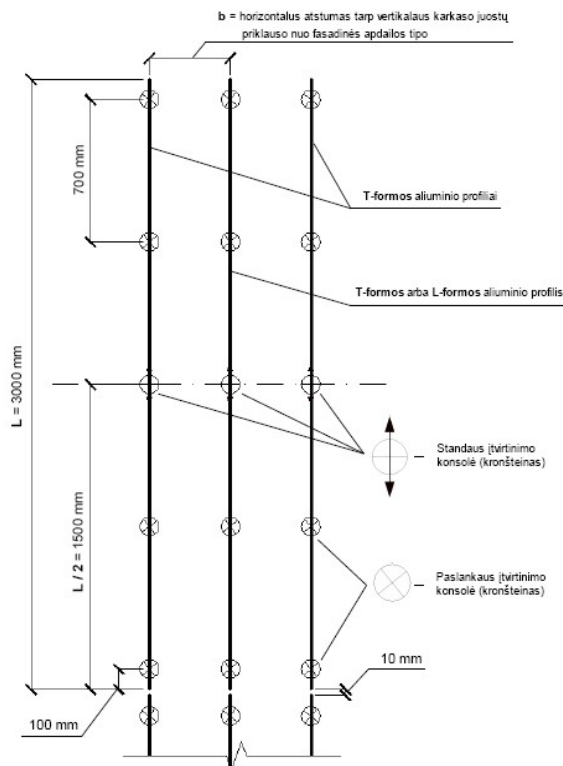 b = horizontalus atstumas tarp vertikalaus karkaso juostų
priklauso nuo fasadinės apdailos tipo
700 mm
T-formos aliuminio profiliai
T-formos arba L-formos aliuminio profilis
L = 3000 mm
Standaus įtvirtinimo
konsolė (kronšteinas)
L / 2 = 1500 mm
Paslankaus įtvirtinimo
konsolė (kronšteinas)
10 mm
100 mm